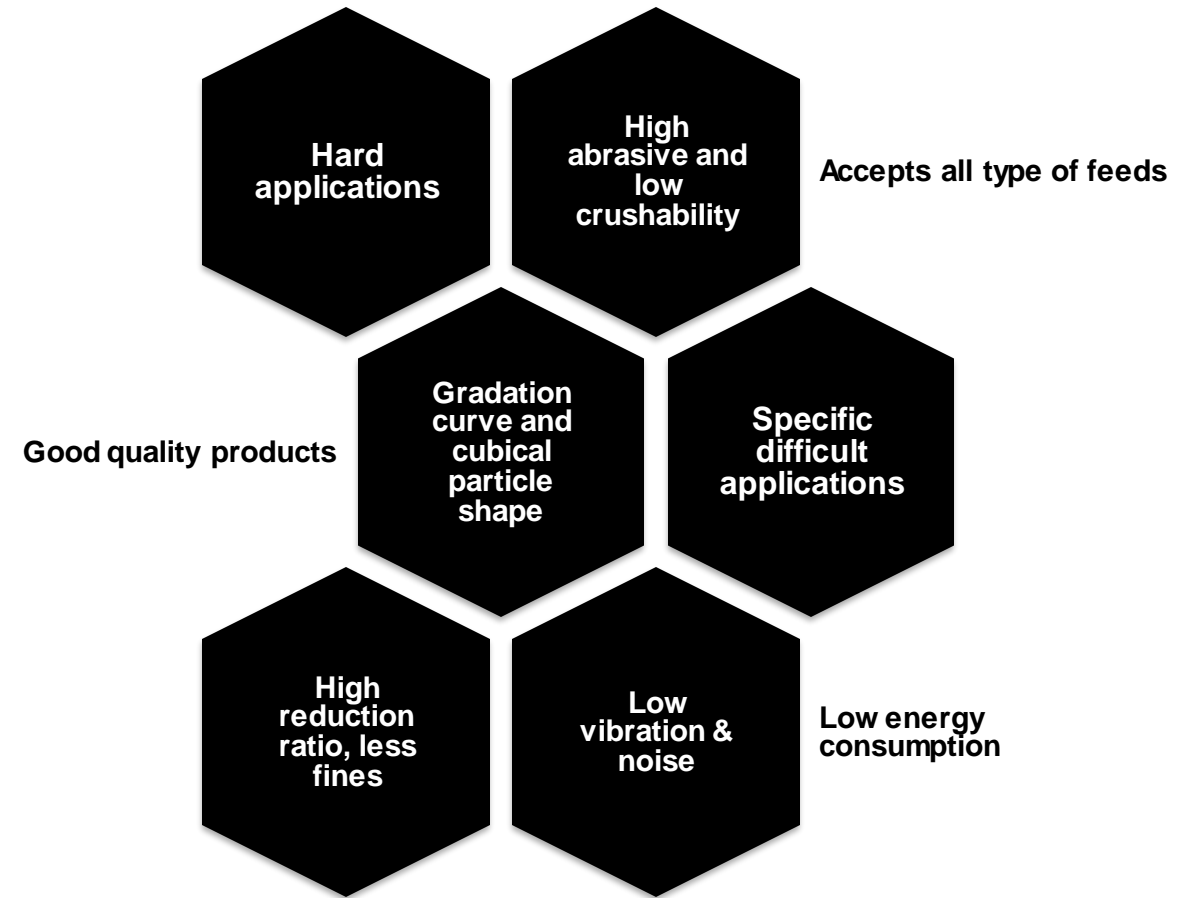 Hard
applications
High
abrasive and
low
crushability
Accepts all type of feeds
Good quality products
Gradation
curve and
cubical
particle
shape
Specific
difficult
applications
High
reduction
ratio, less
fines
Low
vibration &
noise
Low energy
consumption